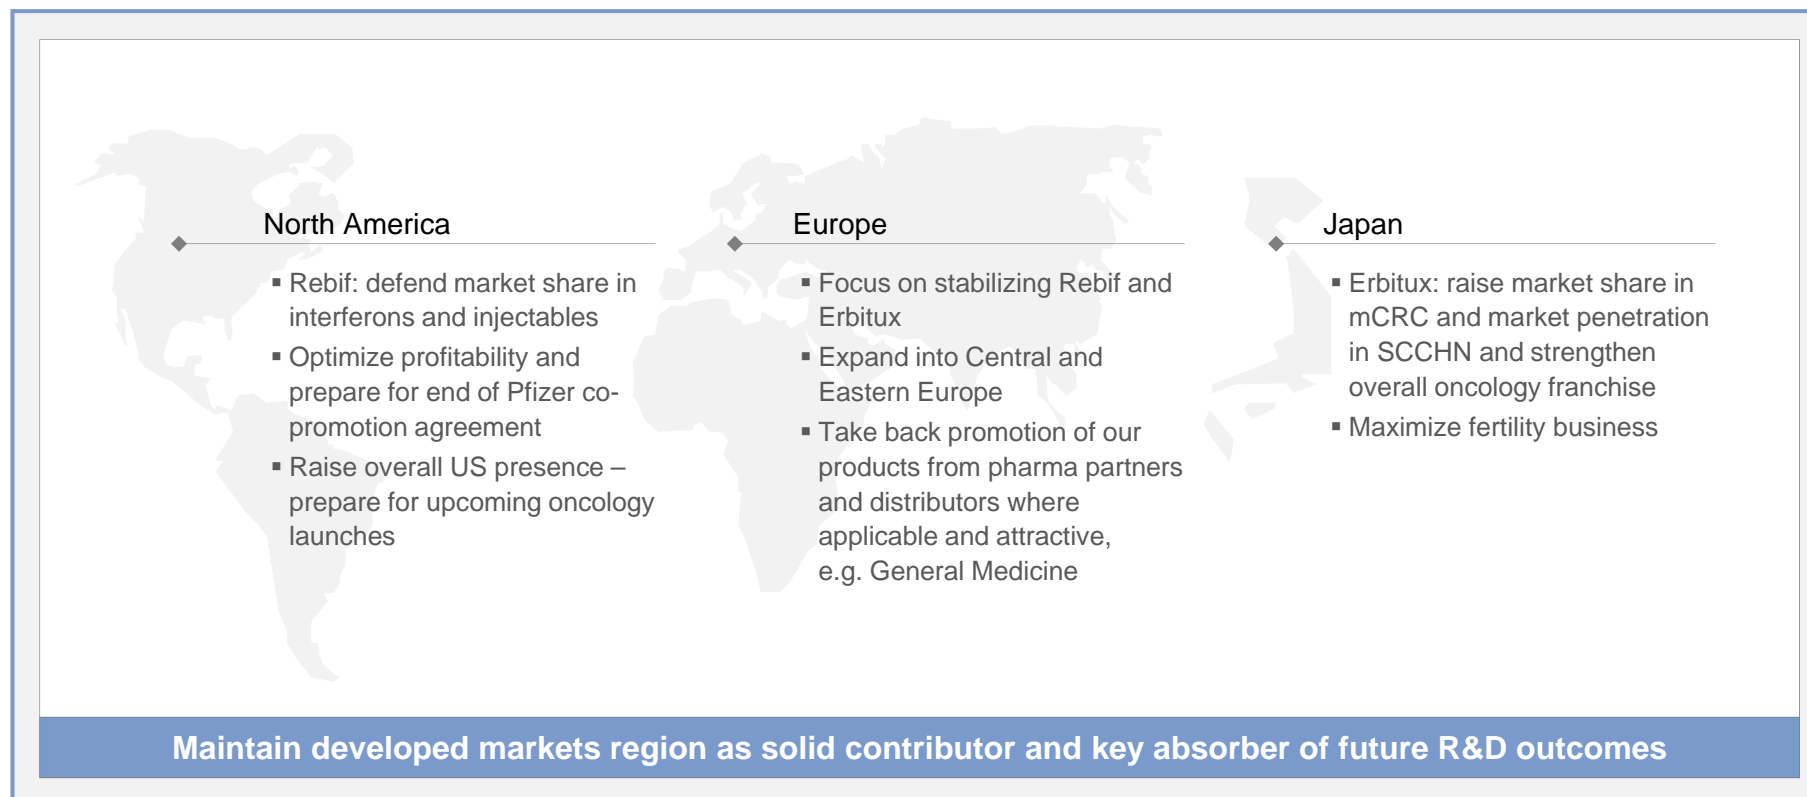 North America
▪ Rebif: defend market share in
interferons and injectables
▪ Optimize profitability and
prepare for end of Pfizer co-
promotion agreement
▪ Raise overall US presence –
prepare for upcoming oncology
launches
Europe
▪ Focus on stabilizing Rebif and
Erbitux
▪ Expand into Central and
Eastern Europe
▪ Take back promotion of our
products from pharma partners
and distributors where
applicable and attractive,
e.g. General Medicine
Japan
▪ Erbitux: raise market share in
mCRC and market penetration
in SCCHN and strengthen
overall oncology franchise
▪ Maximize fertility business
Maintain developed markets region as solid contributor and key absorber of future R&D outcomes